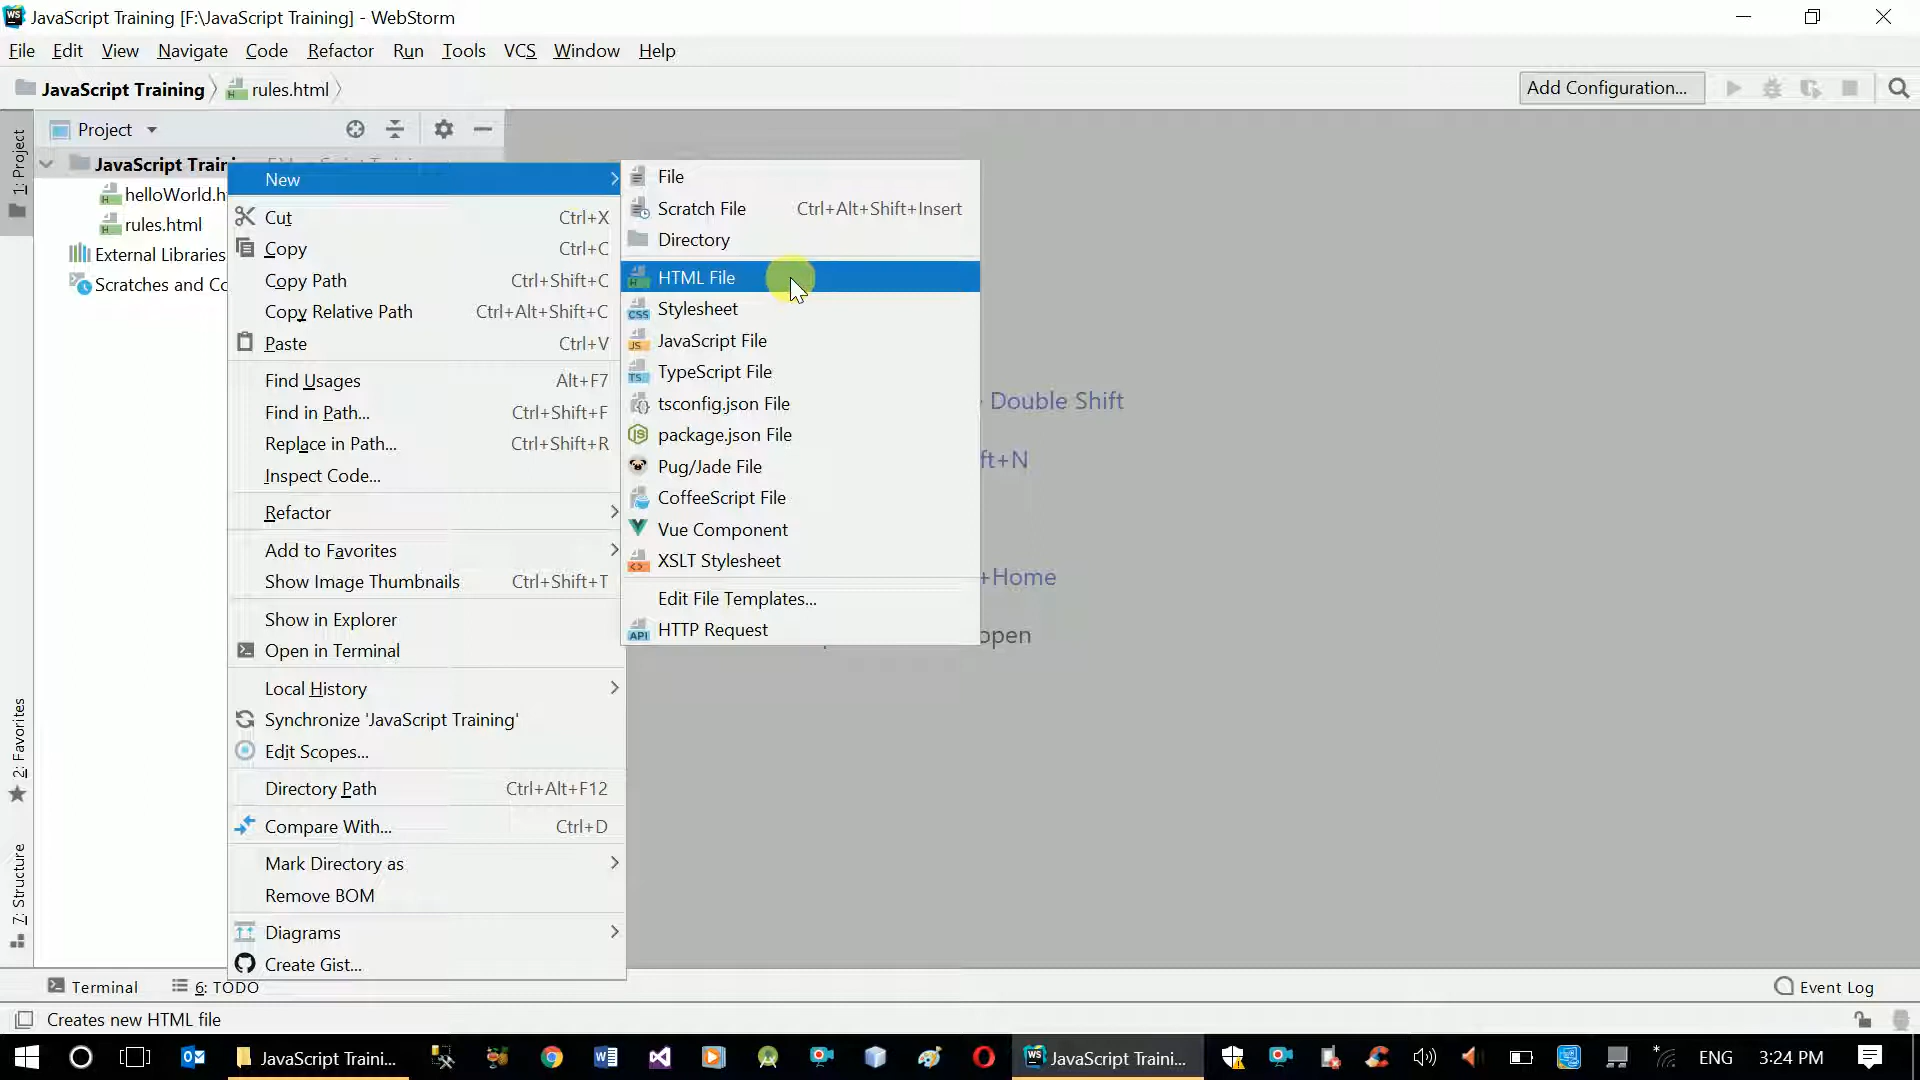 JavaScript Training [F:\JavaScript Training] - WebStorm
File Edit View Navigate Code Refactor Run Tools VCS Window Help
JavaScript Training rules.html Add Configuration...
1: Project
Project
JavaScript Traini
helloWorld.h
rules.html
External Libraries
Scratches and Co
New
Cut Ctrl+X
Copy Ctrl+C
Copy Path Ctrl+Shift+C
Copy Relative Path Ctrl+Alt+Shift+C
Paste Ctrl+V
Find Usages Alt+F7
Find in Path... Ctrl+Shift+F
Replace in Path... Ctrl+Shift+R
Inspect Code...
Refactor
Add to Favorites
Show Image Thumbnails Ctrl+Shift+T
Show in Explorer
Open in Terminal
Local History
Synchronize 'JavaScript Training'
Edit Scopes...
Directory Path Ctrl+Alt+F12
Compare With... Ctrl+D
Mark Directory as
Remove BOM
Diagrams
Create Gist...
File
Scratch File Ctrl+Alt+Shift+Insert
Directory
HTML File
Stylesheet
JavaScript File
TypeScript File
tsconfig.json File
package.json File
Pug/Jade File
CoffeeScript File
Vue Component
XSLT Stylesheet
Edit File Templates...
HTTP Request
Double Shift
ft+N
+Home
open
2: Favorites
7: Structure
Terminal 6: TODO Event Log
Creates new HTML file
JavaScript Traini... JavaScript Traini... ENG 3:24 PM